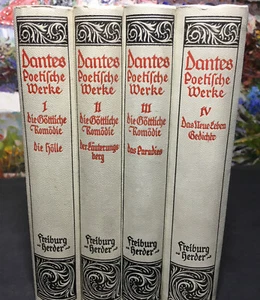 Dantes
Poetische
Werke
I
die Göttliche
Komödie
die Hölle
Freiburg
Herder
Dantes
Poetische
Werke
II
die Göttliche
Komödie
der Läuterungs
berg
Freiburg
Herder
Dantes
Poetische
Werke
III
die Göttliche
Komödie
das Paradies
Freiburg
Herder
Dantes
Poetische
Werke
IV
Das Neue Leben
Gedichte
Freiburg
Herder